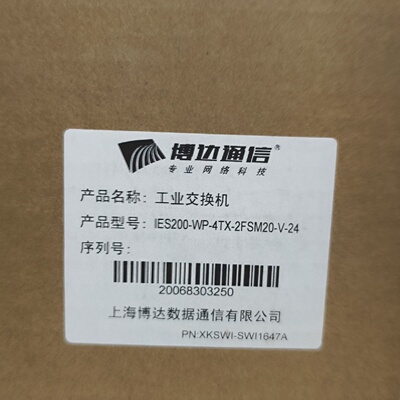 博达通信®
专业网络科技
产品名称：工业交换机
产品型号：IES200-WP-4TX-2FSM20-V-24
序列号：
20068303250
上海博达数据通信有限公司
PN:XKSWI-SWI1647A